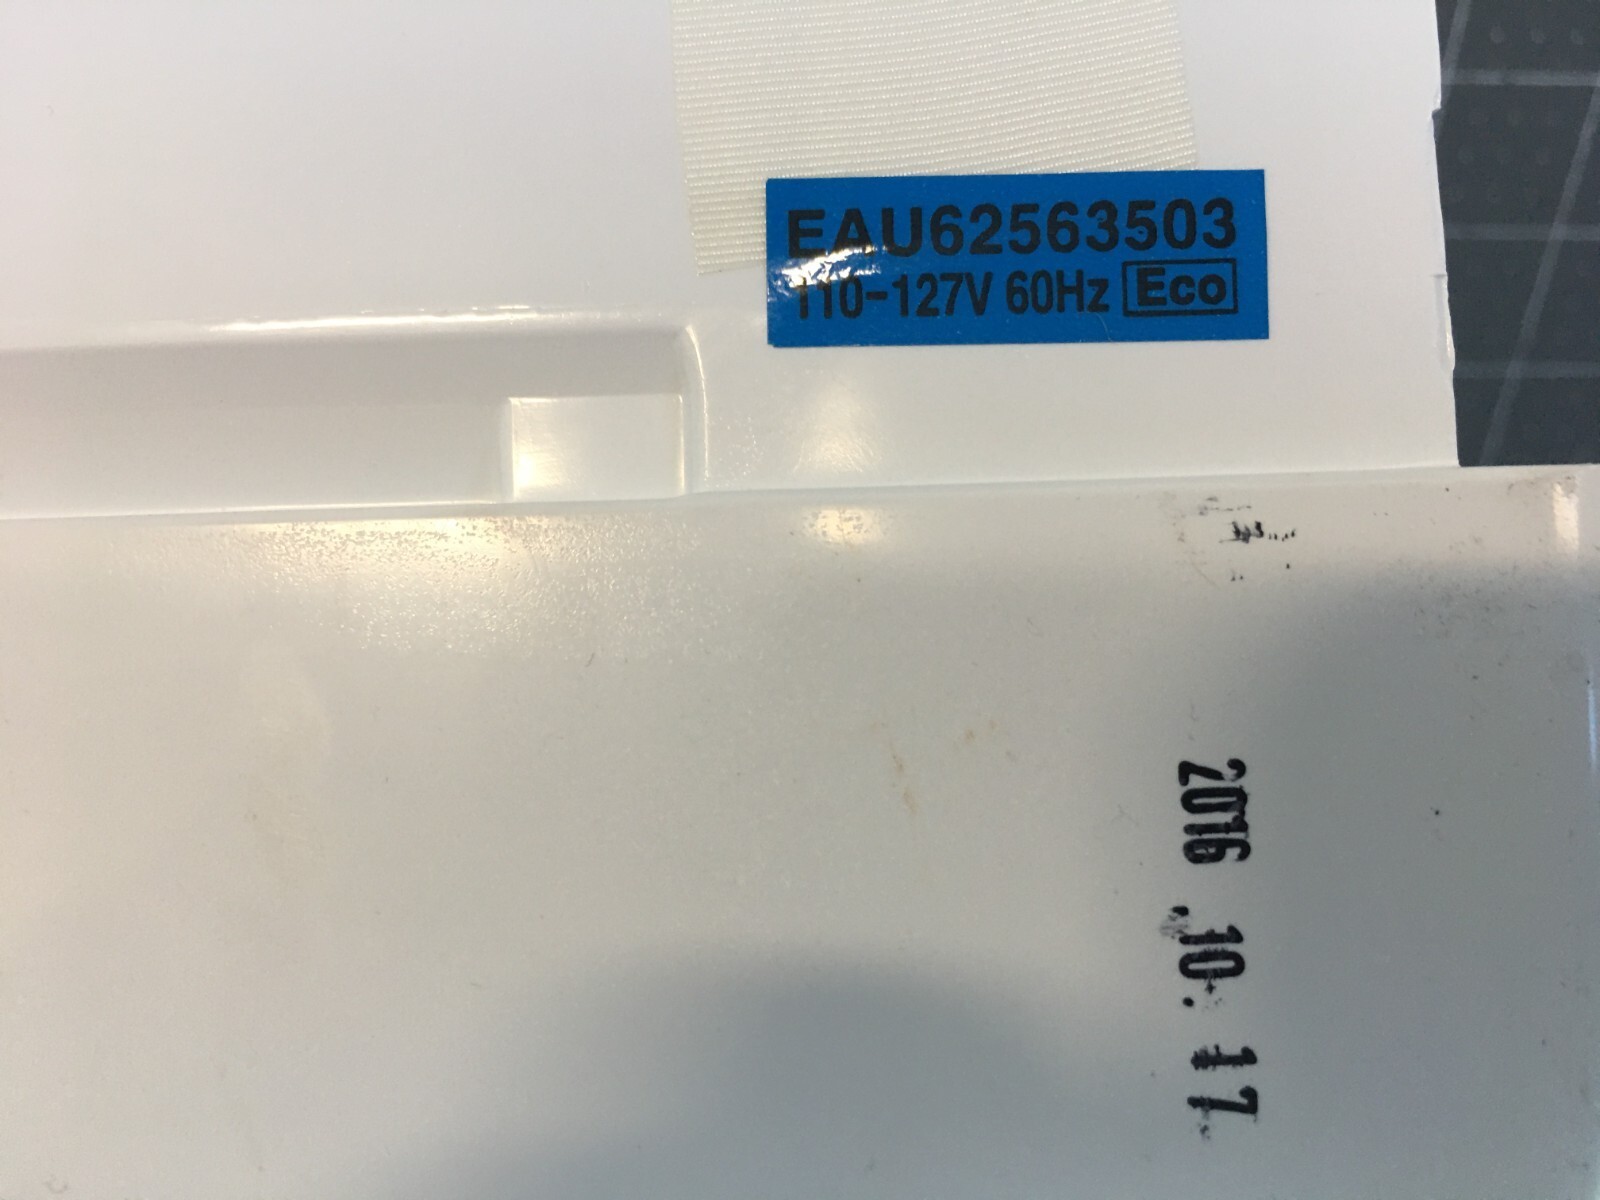 EAU62563503
110-127V 60Hz Eco
2016 .10. 17